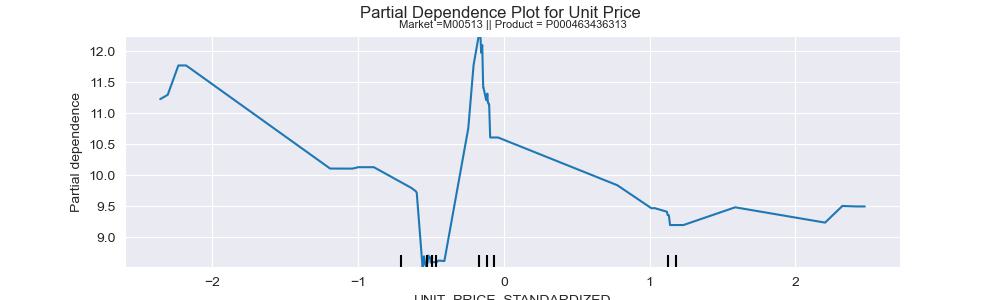 Partial Dependence Plot for Unit Price
Market =M00513 || Product = P000463436313
12.0
11.5
11.0
10.5
10.0
9.5
9.0
Partial dependence
−2 −1 0 1 2
UNIT_PRICE_STANDARDIZED